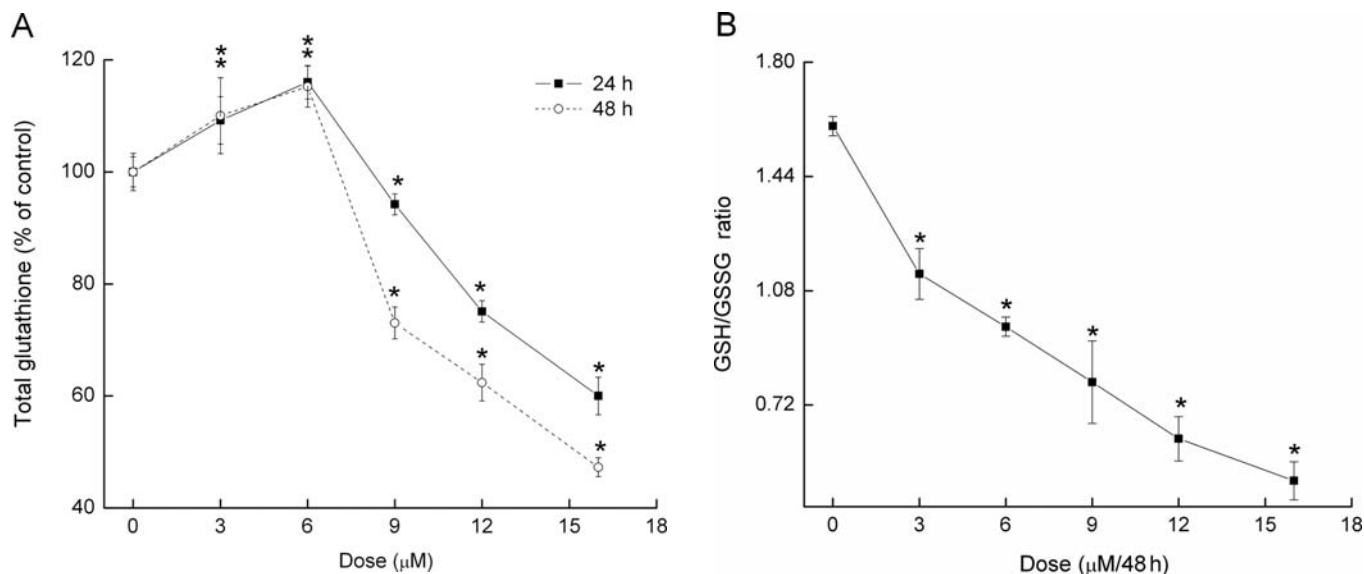 A
Total glutathione (% of control)
120
100
80
60
40
* *
* *
*
*
*
*
*
*
24 h
48 h
0 3 6 9 12 15 18
Dose (μM)
B
GSH/GSSG ratio
1.80
1.44
1.08
0.72
*
*
*
*
*
0 3 6 9 12 15 18
Dose (μM/48 h)